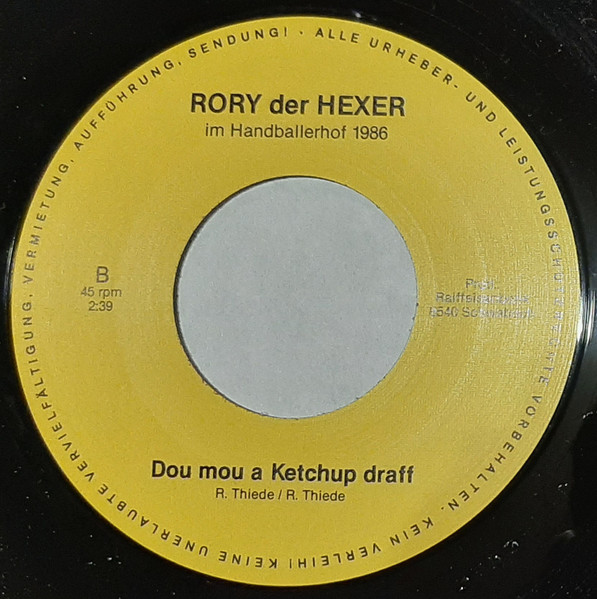 RORY der HEXER
im Handballerhof 1986
B
45 rpm
2:39
Dou mou a Ketchup draff
R. Thiede / R. Thiede
ALLE URHEBER- UND LEISTUNGSSCHUTZRECHTE VORBEHALTEN. KEIN VERLEIH! KEINE UNERLAUBTE VERVIELFÄLTIGUNG, VERMIETUNG, AUFFÜHRUNG, SENDUNG! ·